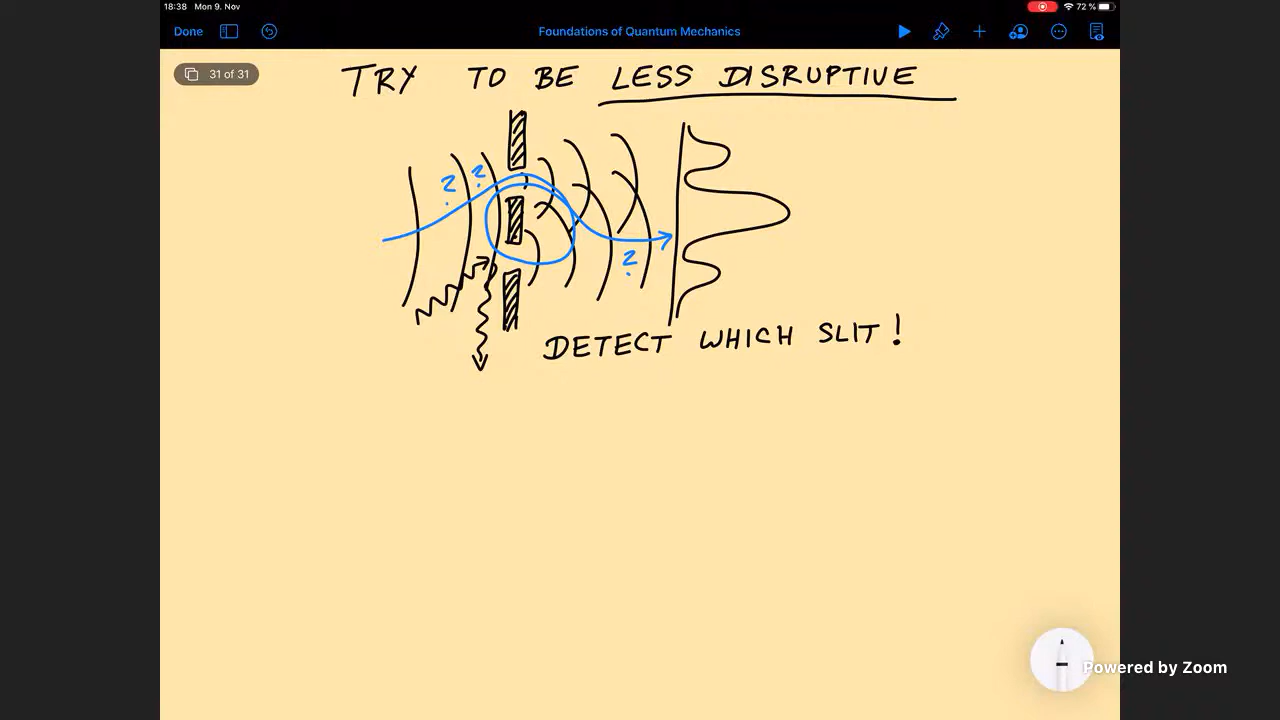 18:38 Mon 9. Nov
72 %
Done
Foundations of Quantum Mechanics
31 of 31
TRY TO BE LESS DISRUPTIVE
? ?
?
DETECT WHICH SLIT!
Powered by Zoom